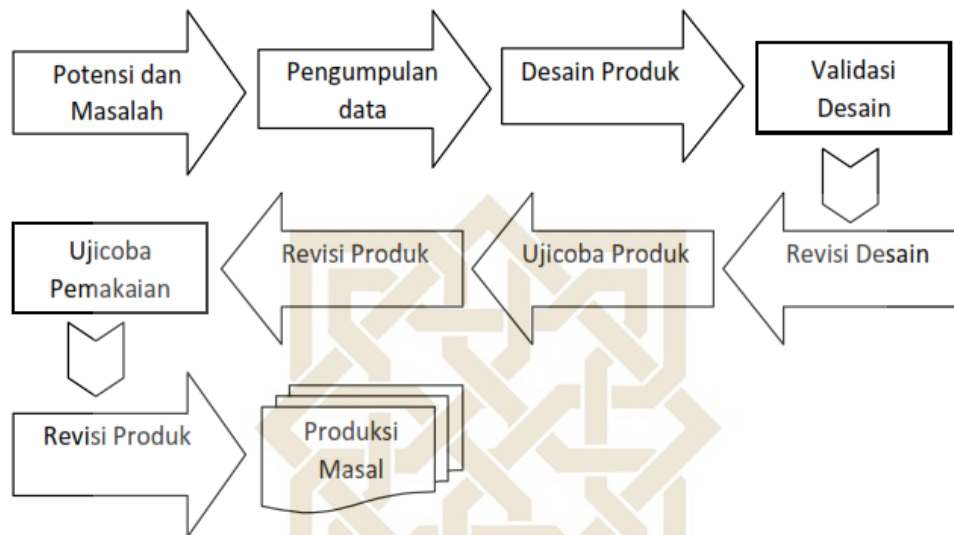 Potensi dan
Masalah
Pengumpulan
data
Desain Produk
Validasi
Desain
Revisi Desain
Ujicoba Produk
Revisi Produk
Ujicoba
Pemakaian
Revisi Produk
Produksi
Masal